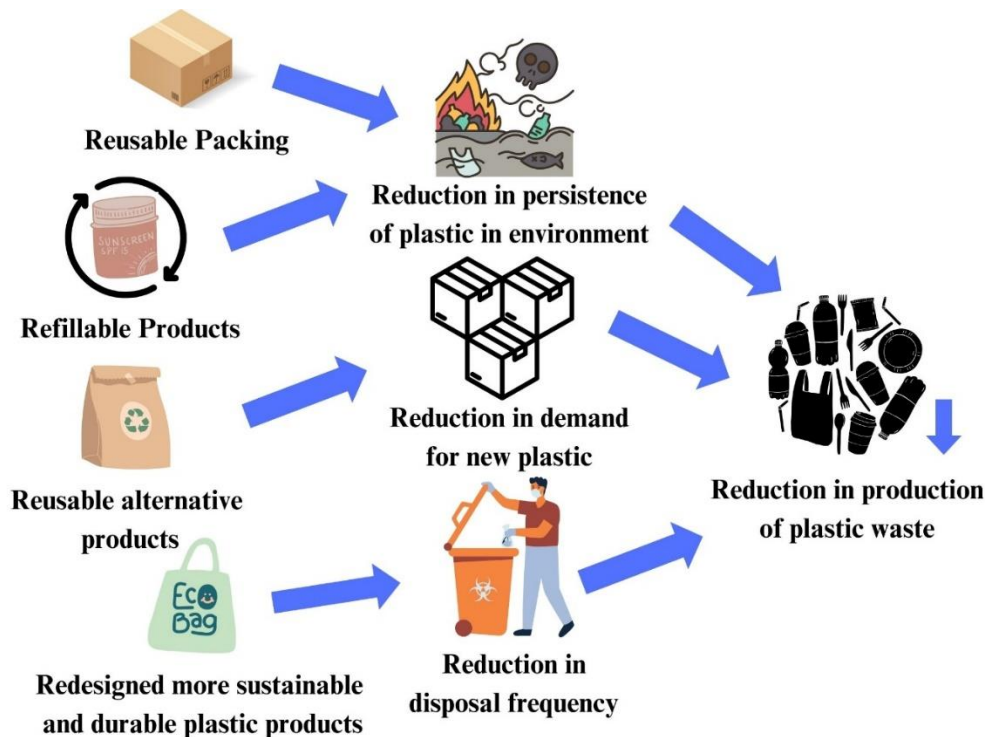 Reusable Packing
Reduction in persistence
of plastic in environment
SUNSCREEN
SPF 15
Refillable Products
Reduction in demand
for new plastic
Reusable alternative
products
Reduction in production
of plastic waste
Eco
Bag
Redesigned more sustainable
and durable plastic products
Reduction in
disposal frequency